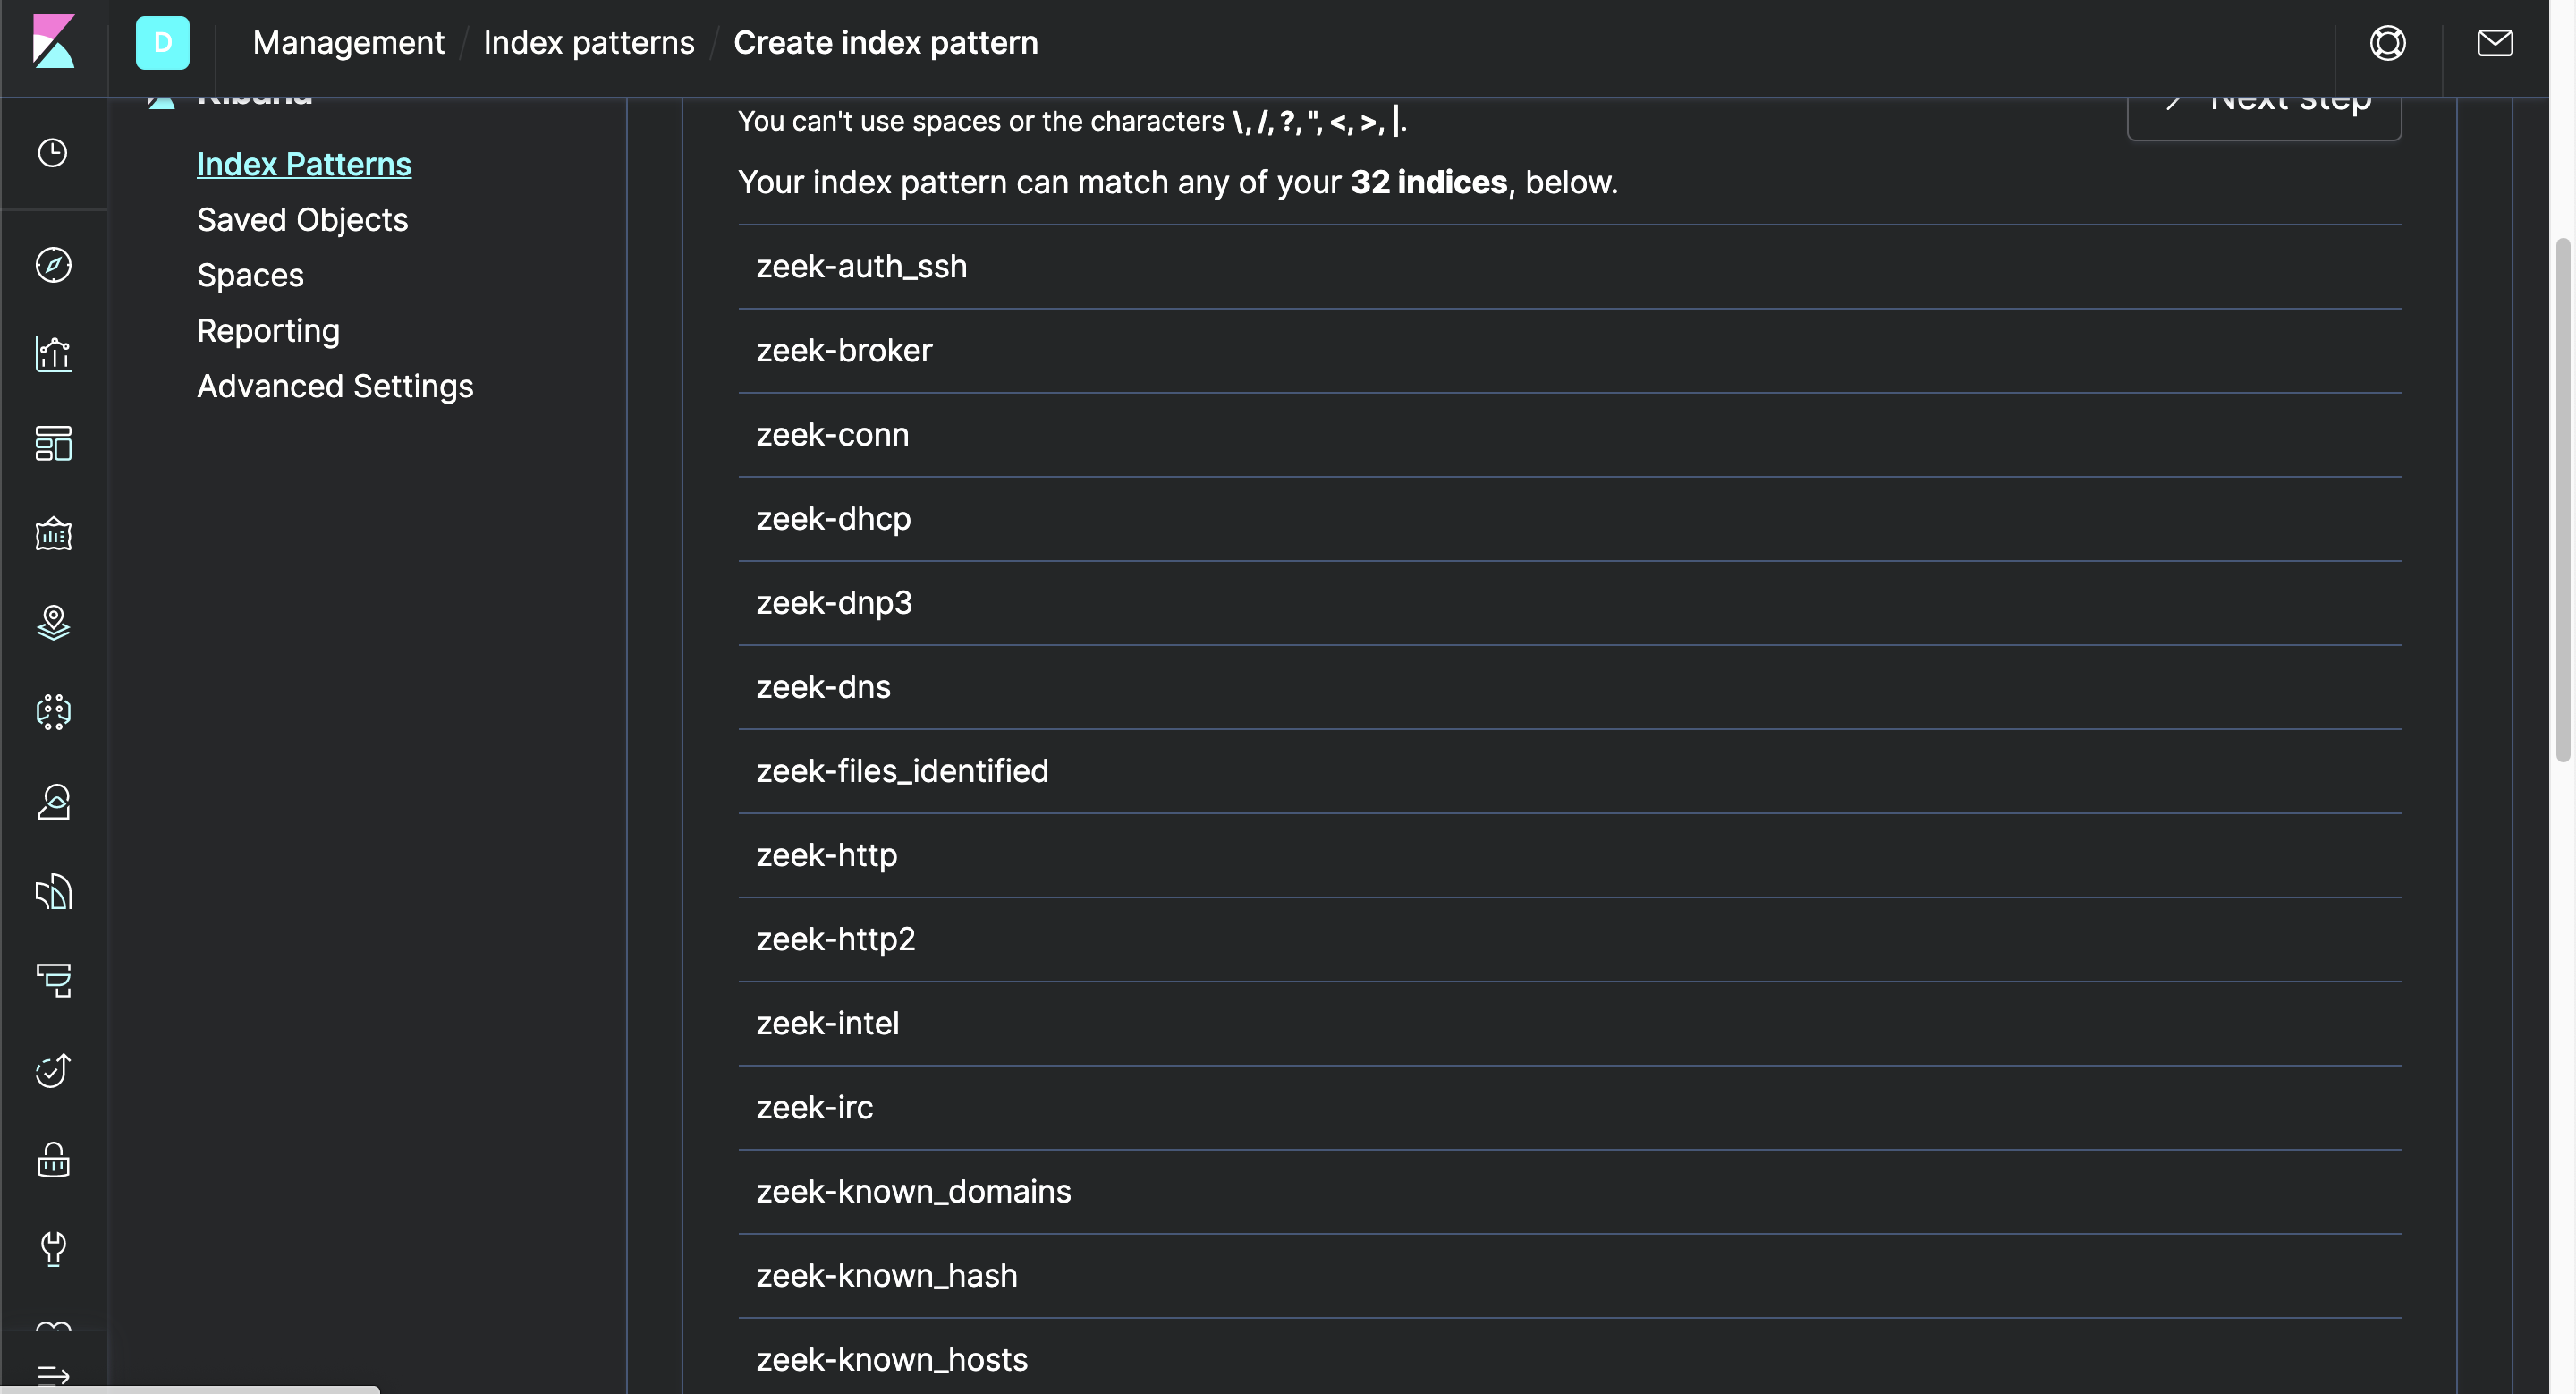 D
Management / Index patterns / Create index pattern
Kibana
Index Patterns
Saved Objects
Spaces
Reporting
Advanced Settings
You can't use spaces or the characters \, /, ?, ", <, >, |.
Next step
Your index pattern can match any of your 32 indices, below.
zeek-auth_ssh
zeek-broker
zeek-conn
zeek-dhcp
zeek-dnp3
zeek-dns
zeek-files_identified
zeek-http
zeek-http2
zeek-intel
zeek-irc
zeek-known_domains
zeek-known_hash
zeek-known_hosts